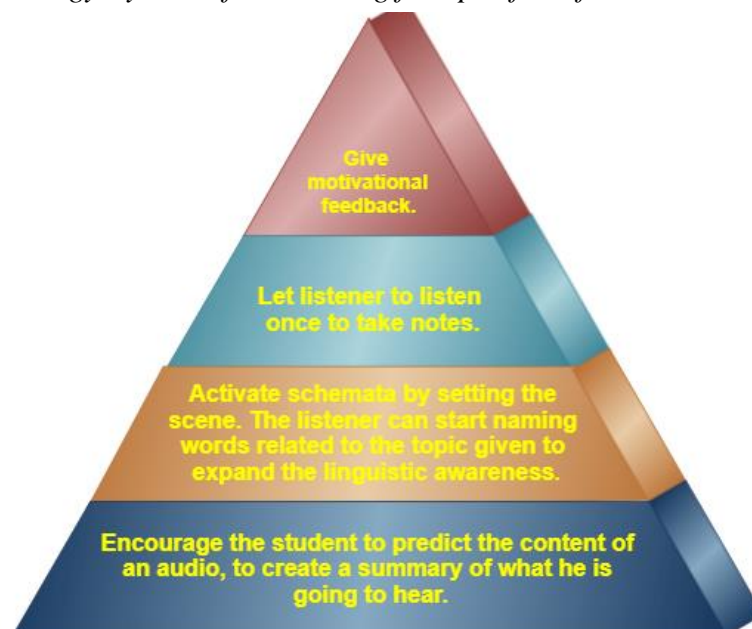 Give
motivational
feedback.
Let listener to listen
once to take notes.
Activate schemata by setting the
scene. The listener can start naming
words related to the topic given to
expand the linguistic awareness.
Encourage the student to predict the content of
an audio, to create a summary of what he is
going to hear.